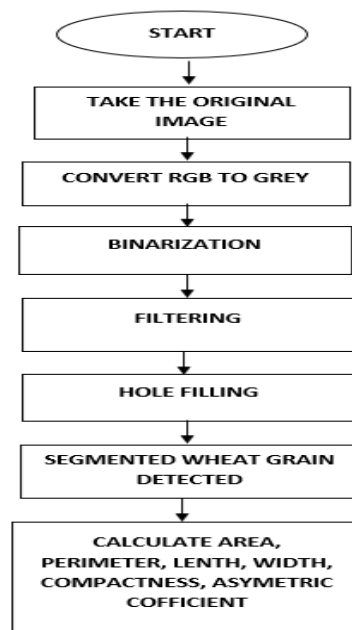 START
TAKE THE ORIGINAL
IMAGE
CONVERT RGB TO GREY
BINARIZATION
FILTERING
HOLE FILLING
SEGMENTED WHEAT GRAIN
DETECTED
CALCULATE AREA,
PERIMETER, LENTH, WIDTH,
COMPACTNESS, ASYMETRIC
COFFICIENT